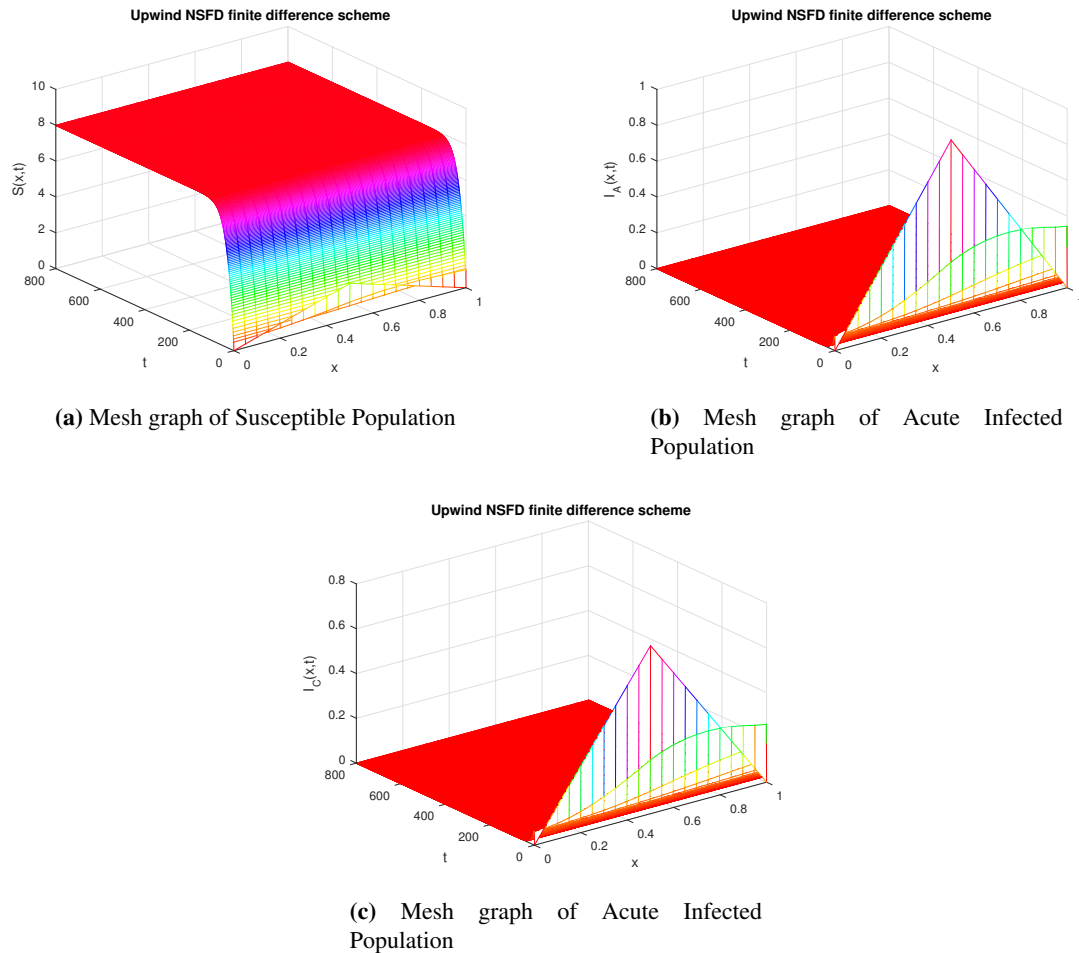 Upwind NSFD finite difference scheme
10
8
6
4
2
0
S(x,t)
800
600
400
200
0
t
0
0.2
0.4
0.6
0.8
1
x
(a) Mesh graph of Susceptible Population
Upwind NSFD finite difference scheme
1
0.8
0.6
0.4
0.2
0
I_A(x,t)
800
600
400
200
0
t
0
0.2
0.4
0.6
0.8
1
x
(b) Mesh graph of Acute Infected
Population
Upwind NSFD finite difference scheme
0.8
0.6
0.4
0.2
0
I_C(x,t)
800
600
400
200
0
t
0
0.2
0.4
0.6
0.8
1
x
(c) Mesh graph of Acute Infected
Population